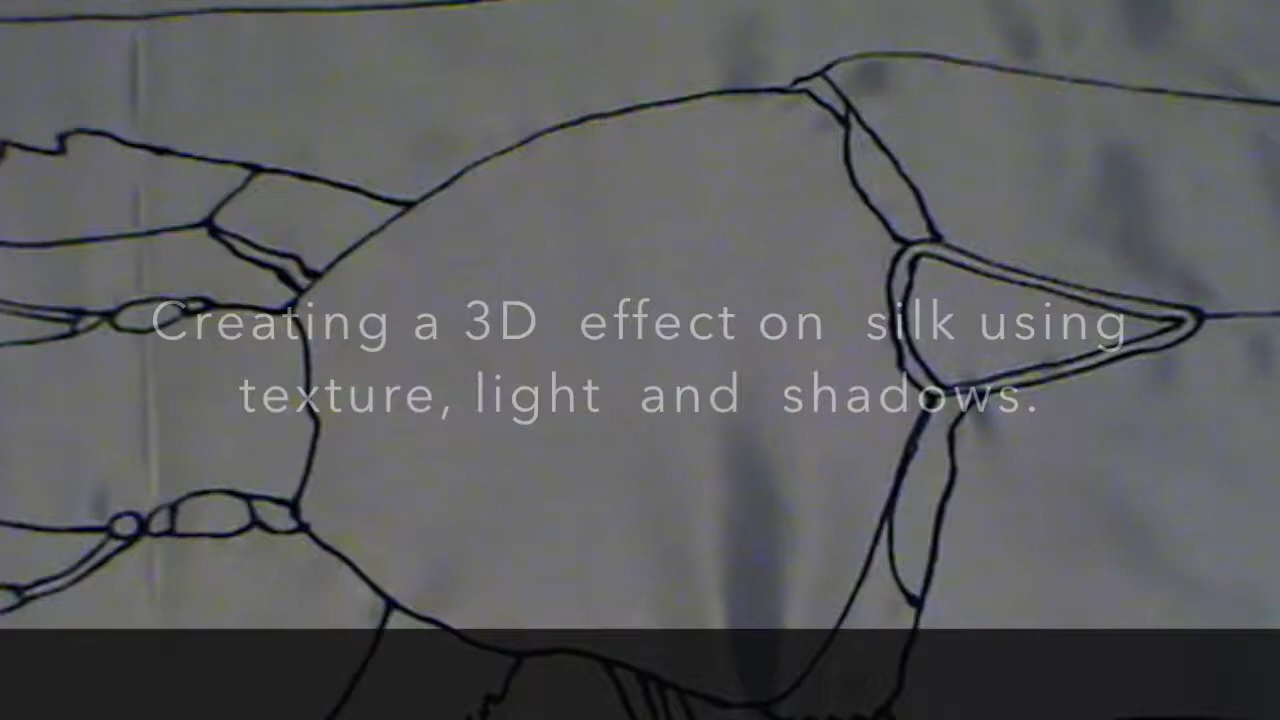 Creating a 3D effect on silk using
texture, light and shadows.